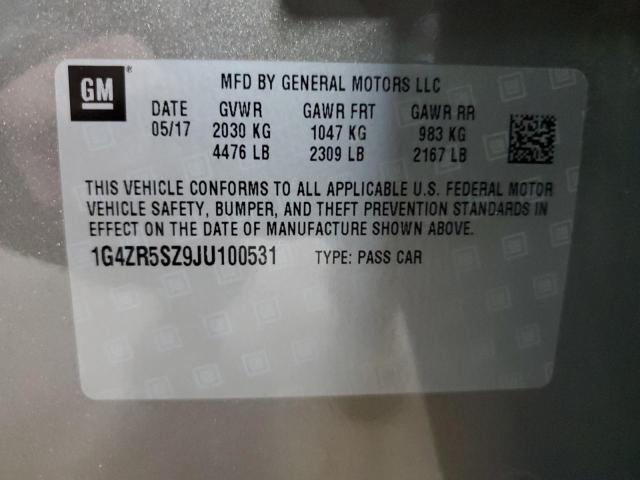 GM
MFD BY GENERAL MOTORS LLC
DATE GVWR GAWR FRT GAWR RR
05/17 2030 KG 1047 KG 983 KG
4476 LB 2309 LB 2167 LB
THIS VEHICLE CONFORMS TO ALL APPLICABLE U.S. FEDERAL MOTOR
VEHICLE SAFETY, BUMPER, AND THEFT PREVENTION STANDARDS IN
EFFECT ON THE DATE OF MANUFACTURE SHOWN ABOVE.
1G4ZR5SZ9JU100531 TYPE: PASS CAR